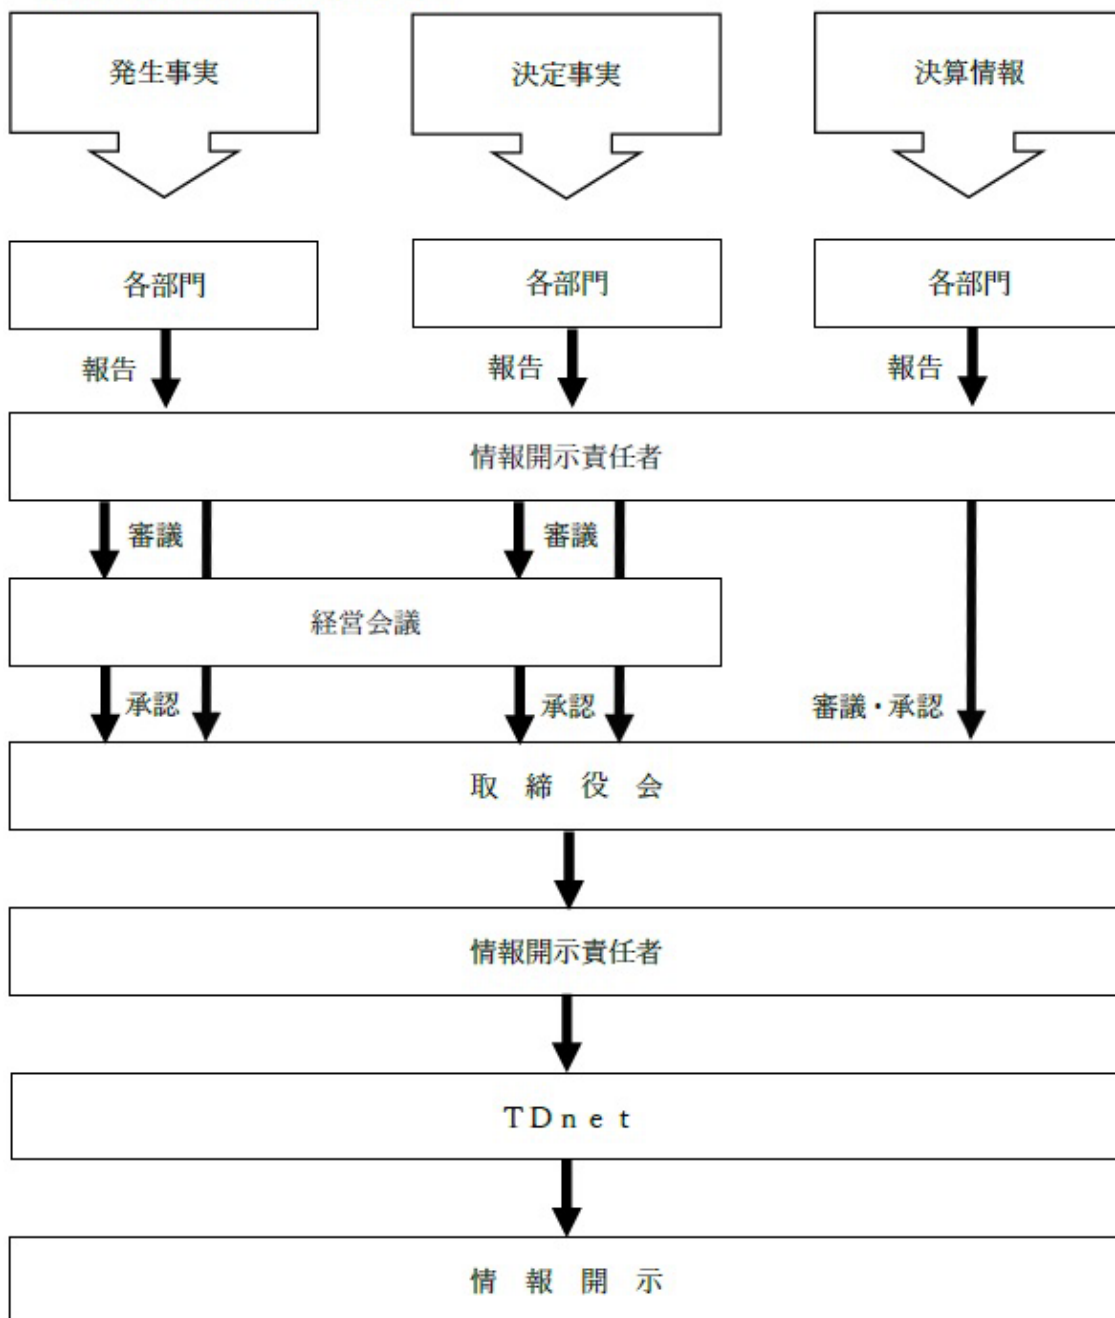 発生事実
決定事実
決算情報
各部門
各部門
各部門
報告
報告
報告
情報開示責任者
審議
審議
経営会議
承認
承認
審議・承認
取 締 役 会
情報開示責任者
ＴＤｎｅｔ
情 報 開 示